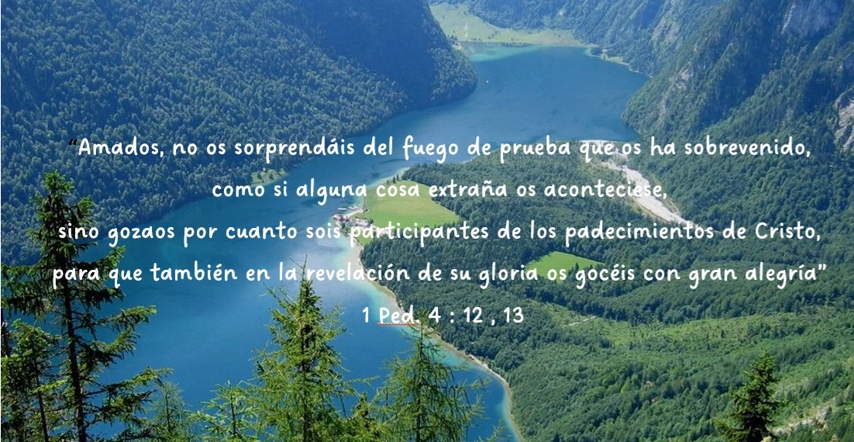 “Amados, no os sorprendáis del fuego de prueba que os ha sobrevenido,
como si alguna cosa extraña os aconteciese,
sino gozaos por cuanto sois participantes de los padecimientos de Cristo,
para que también en la revelación de su gloria os gocéis con gran alegría”
1 Ped. 4 : 12 , 13